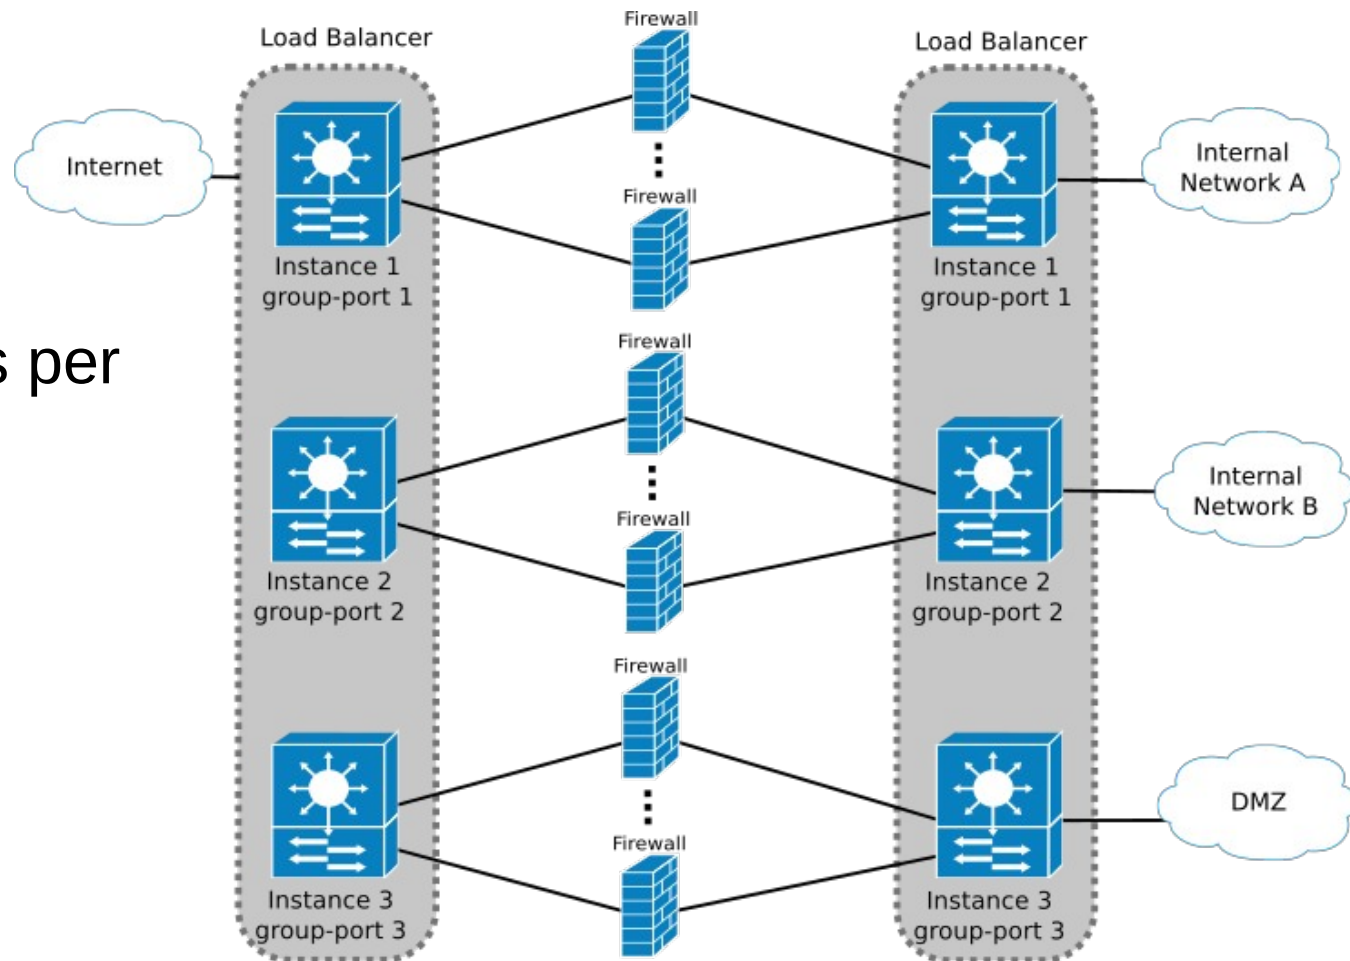 Load Balancer
Firewall
Load Balancer
Internet
Internal
Network A
Firewall
Instance 1
group-port 1
Instance 1
group-port 1
s per
Firewall
Internal
Network B
Firewall
Instance 2
group-port 2
Instance 2
group-port 2
Firewall
DMZ
Firewall
Instance 3
group-port 3
Instance 3
group-port 3